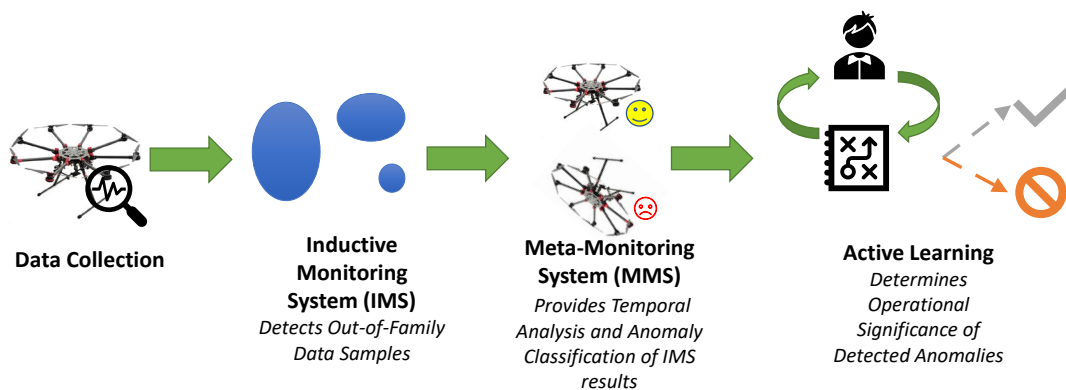 Data Collection
Inductive
Monitoring
System (IMS)
Detects Out-of-Family
Data Samples
Meta-Monitoring
System (MMS)
Provides Temporal
Analysis and Anomaly
Classification of IMS
results
Active Learning
Determines
Operational
Significance of
Detected Anomalies